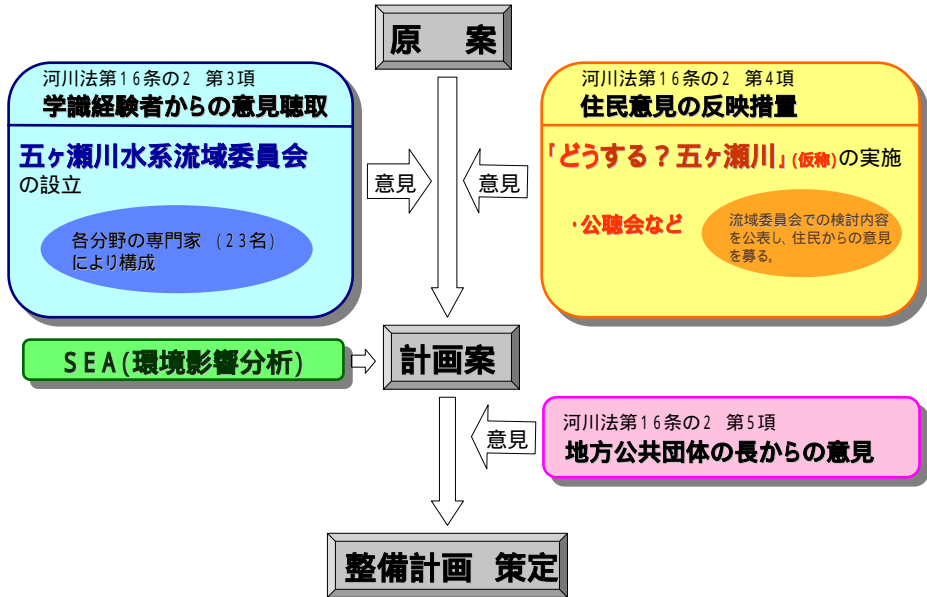 原　案
河川法第16条の2　第3項
学識経験者からの意見聴取
五ヶ瀬川水系流域委員会
の設立
各分野の専門家　(23名)
により構成
意見
意見
河川法第16条の2　第4項
住民意見の反映措置
「どうする？五ヶ瀬川」(仮称)の実施
・公聴会など
流域委員会での検討内容
を公表し、住民からの意見
を募る。
SEA(環境影響分析)
計画案
意見
河川法第16条の2　第5項
地方公共団体の長からの意見
整備計画　策定